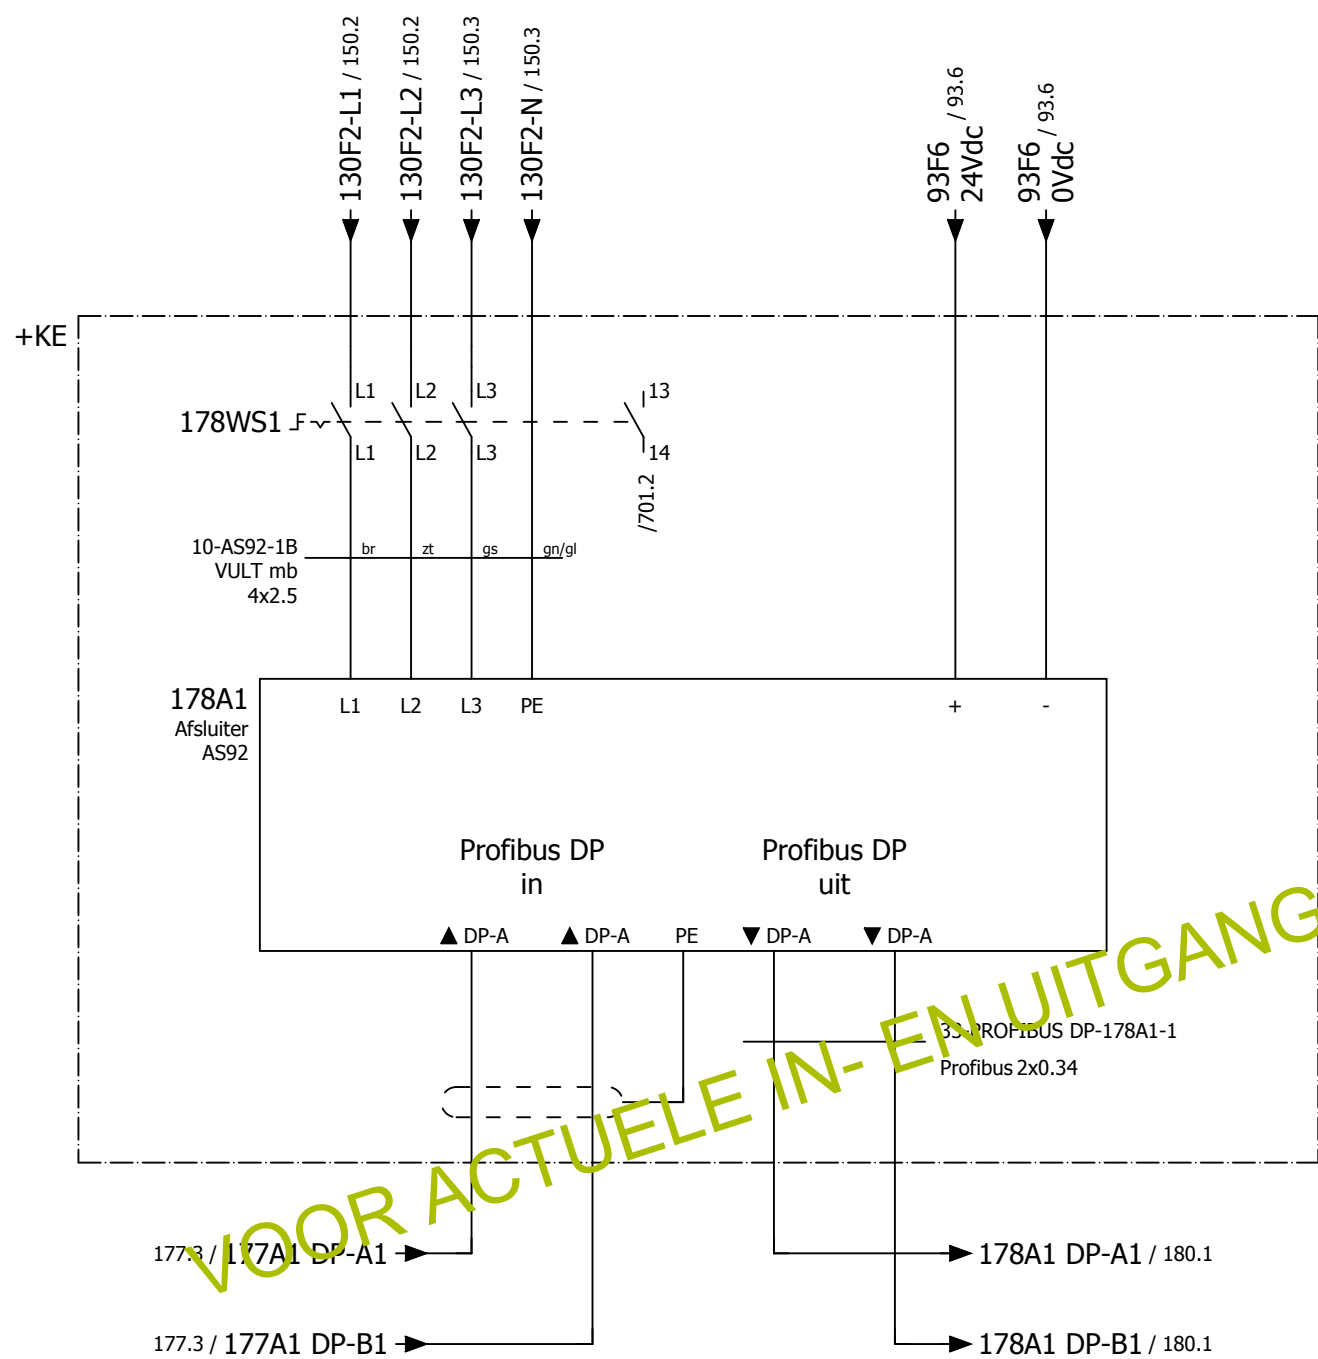 130F2-L1 / 150.2
130F2-L2 / 150.2
130F2-L3 / 150.3
130F2-N / 150.3
93F6 / 93.6
24Vdc
93F6 / 93.6
0Vdc
+KE
L1 L2 L3 13
178WS1
L1 L2 L3 14
/701.2
10-AS92-1B br zt gs gn/gl
VULT mb
4x2.5
178A1
Afsluiter
AS92
L1 L2 L3 PE + -
Profibus DP
in
Profibus DP
uit
DP-A DP-A PE DP-A DP-A
33-PROFIBUS DP-178A1-1
Profibus 2x0.34
VOOR ACTUELE IN- EN UITGANG
177.3 / 177A1 DP-A1
178A1 DP-A1 / 180.1
177.3 / 177A1 DP-B1
178A1 DP-B1 / 180.1